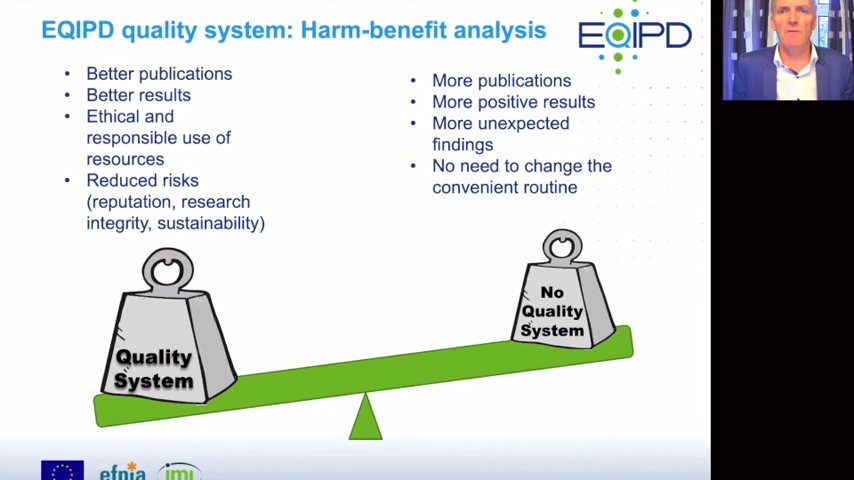 EQIPD quality system: Harm-benefit analysis
EQIPD
• Better publications
• Better results
• Ethical and
responsible use of
resources
• Reduced risks
(reputation, research
integrity, sustainability)
• More publications
• More positive results
• More unexpected
findings
• No need to change the
convenient routine
Quality
System
No
Quality
System
efpia
imi